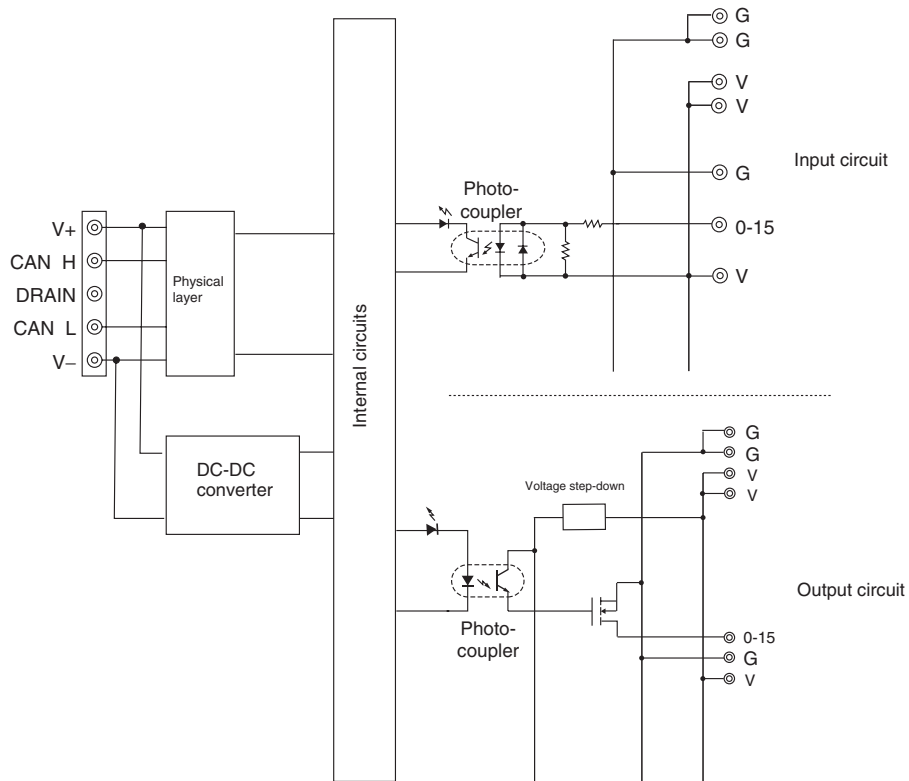 V+
CAN H
DRAIN
CAN L
V−
Physical
layer
DC-DC
converter
Internal circuits
G
G
V
V
G
0-15
V
Photo-
coupler
Input circuit
G
G
V
V
Voltage step-down
Photo-
coupler
0-15
G
V
Output circuit